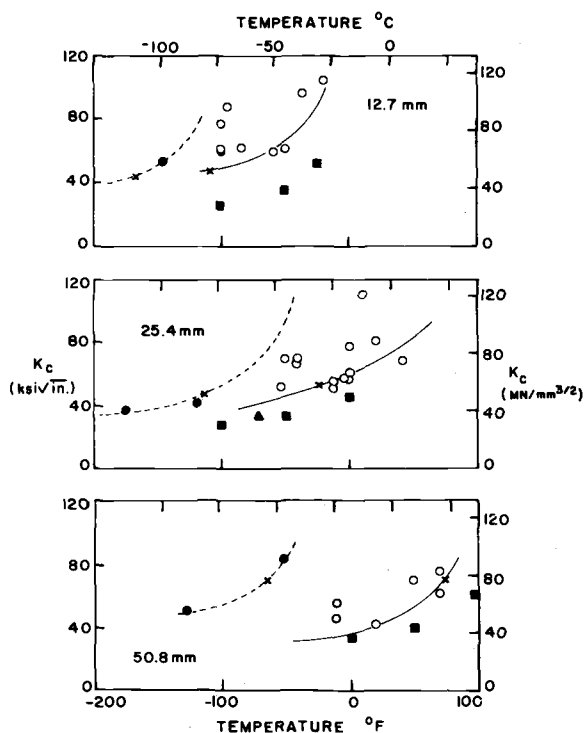 TEMPERATURE °C
-100 -50 0
120 80 40 0
120 80 40 0
12.7 mm
120 80 40 0
120 80 40 0
25.4 mm
Kc
(ksi√in.)
Kc
(MN/mm3/2)
120 80 40 0
120 80 40 0
50.8 mm
-200 -100 0 100
TEMPERATURE °F